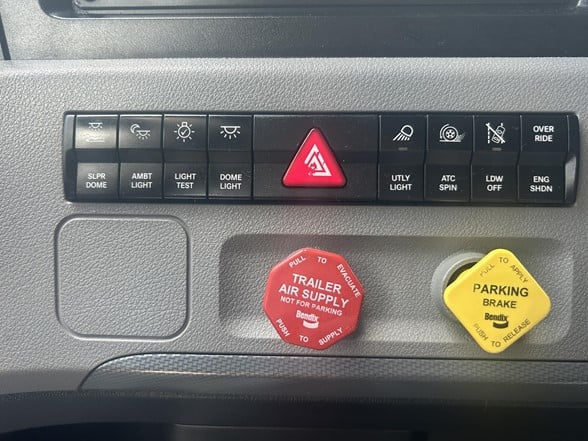 OVER
RIDE
SLPR
DOME
AMBT
LIGHT
LIGHT
TEST
DOME
LIGHT
UTLY
LIGHT
ATC
SPIN
LDW
OFF
ENG
SHDN
PULL TO EVACUATE
TRAILER
AIR SUPPLY
NOT FOR PARKING
Bendix
PUSH TO SUPPLY
PULL TO APPLY
PARKING
BRAKE
Bendix
PUSH TO RELEASE